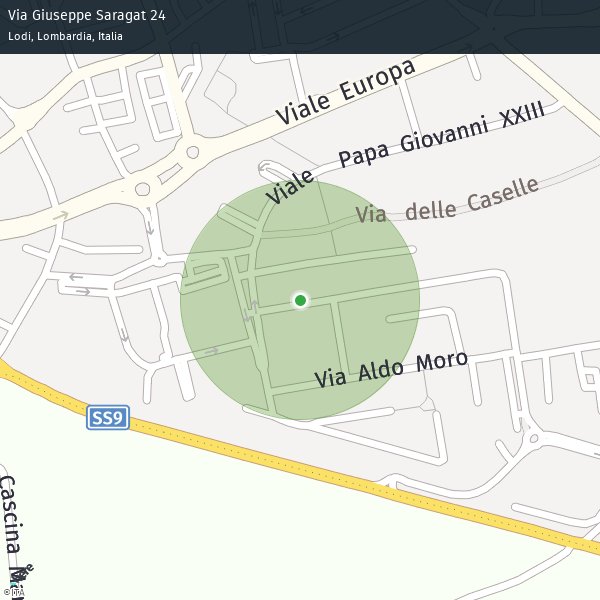 Via Giuseppe Saragat 24
Lodi, Lombardia, Italia
Viale Europa
Viale Papa Giovanni XXIII
Via delle Caselle
Via Aldo Moro
SS9
Cascina